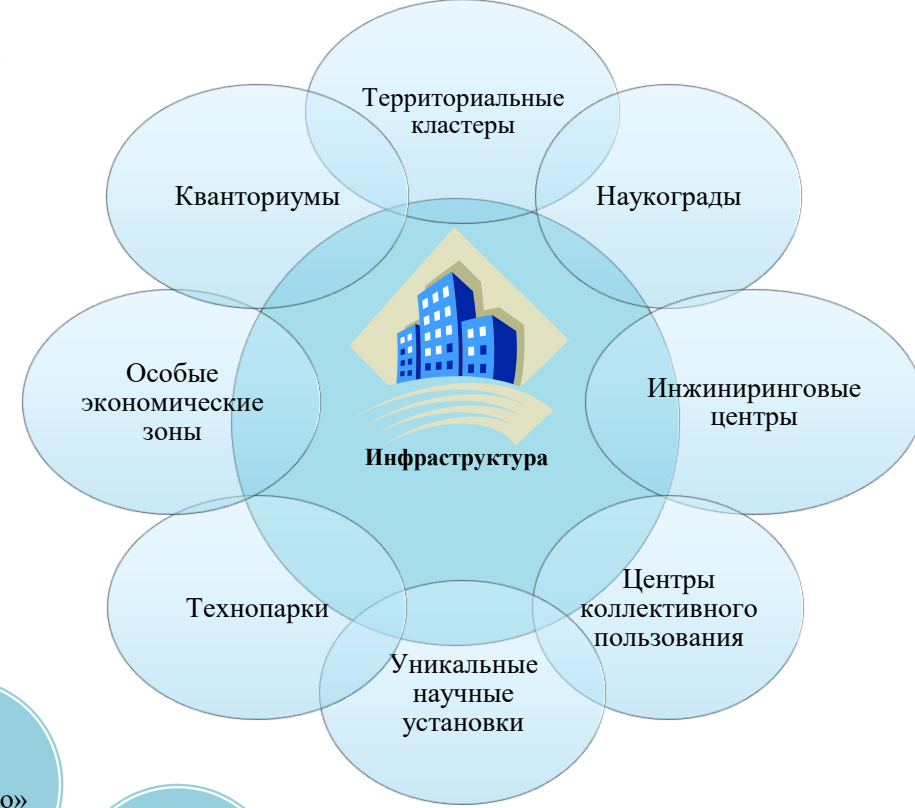 Территориальные
кластеры
Кванториумы
Наукограды
Особые
экономические
зоны
Инжиниринговые
центры
Инфраструктура
Технопарки
Центры
коллективного
пользования
Уникальные
научные
установки
о»